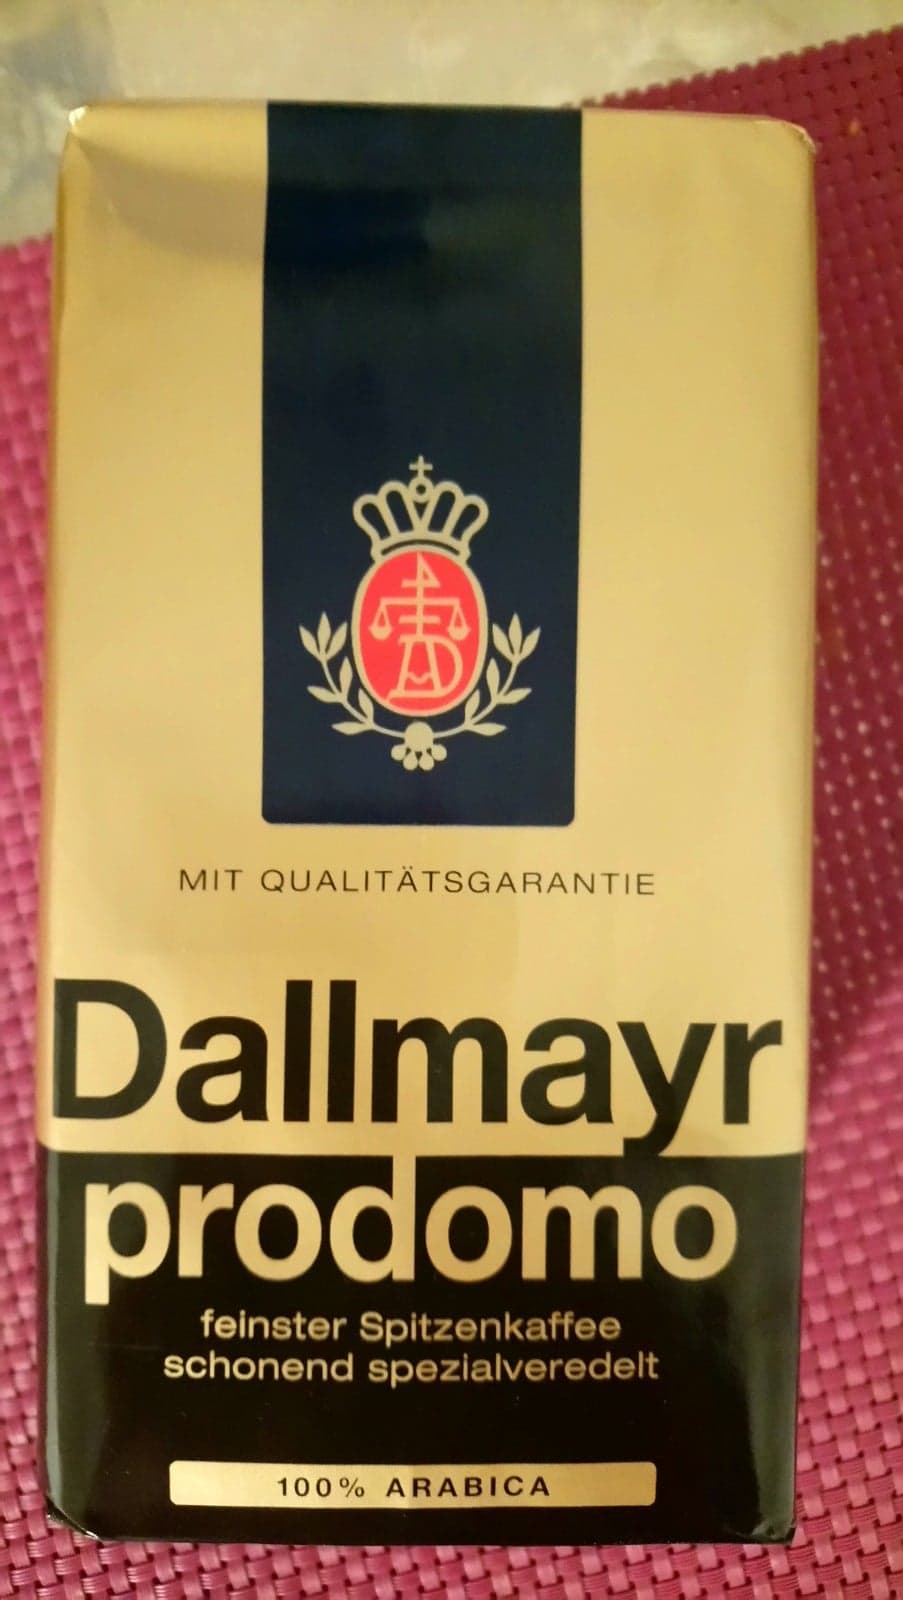 MIT QUALITÄTSGARANTIE
Dallmayr
prodomo
feinster Spitzenkaffee
schonend spezialveredelt
100% ARABICA